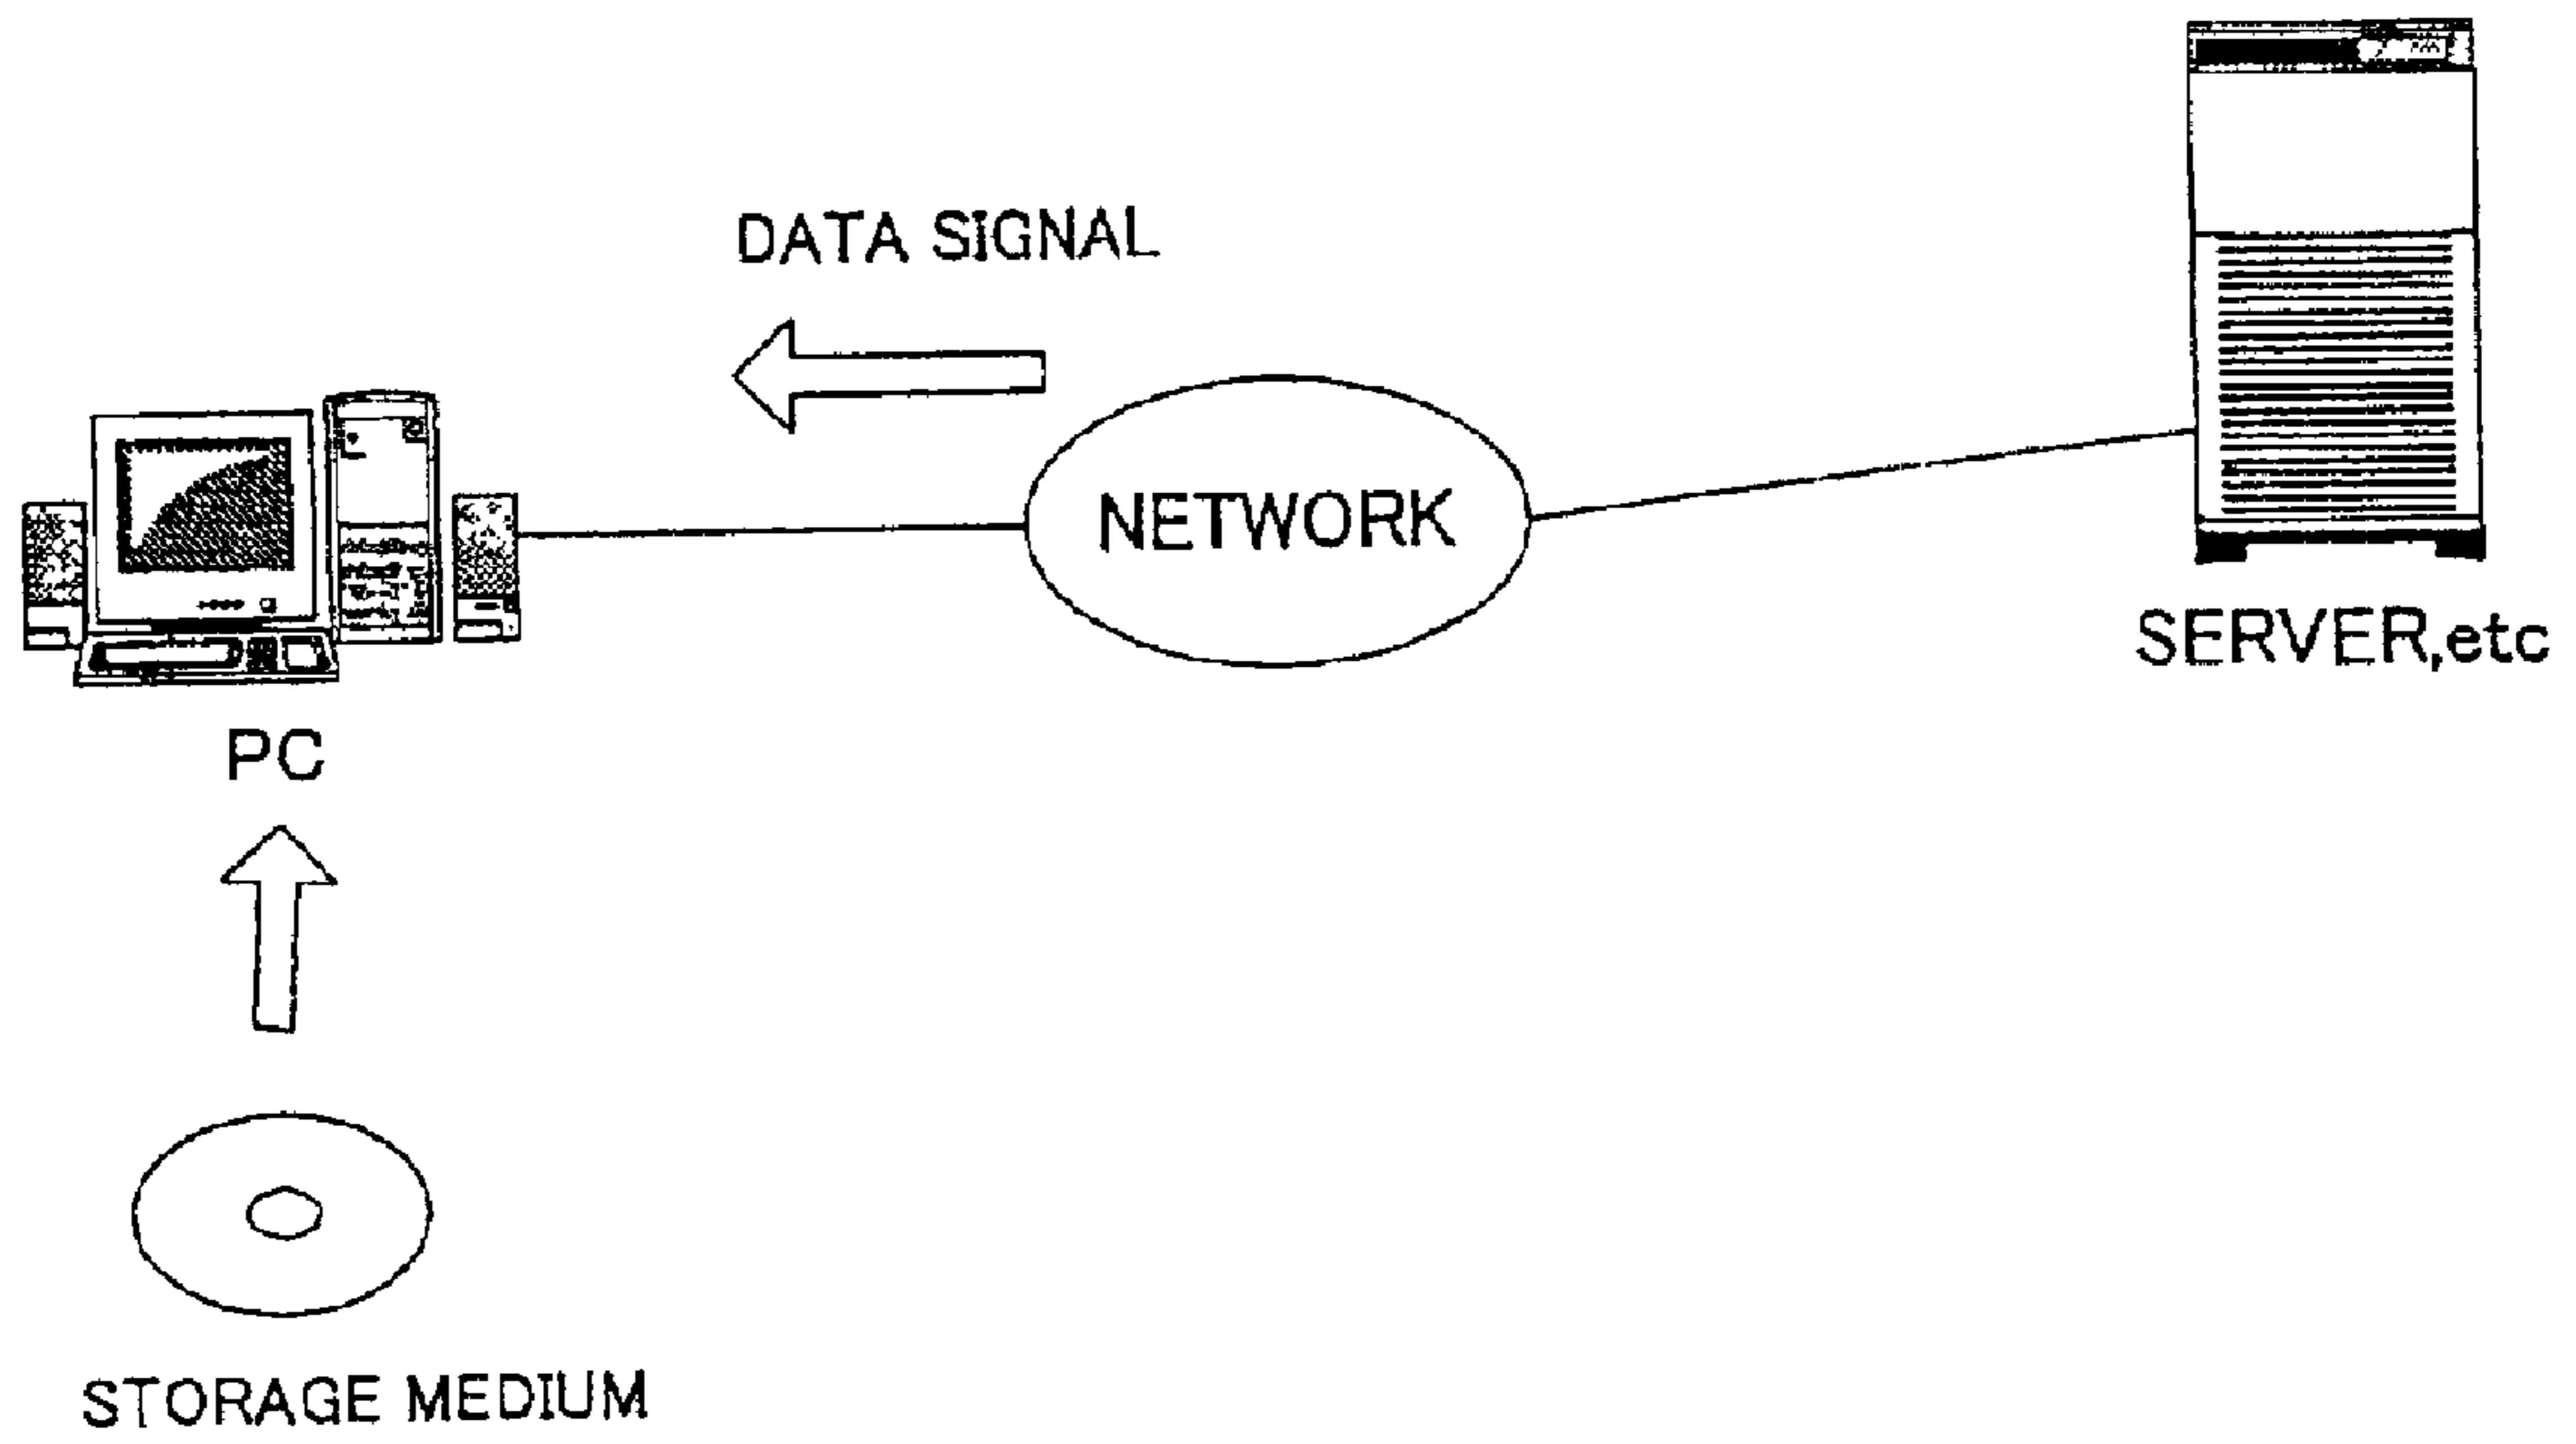 DATA SIGNAL
NETWORK
SERVER,etc
PC
STORAGE MEDIUM